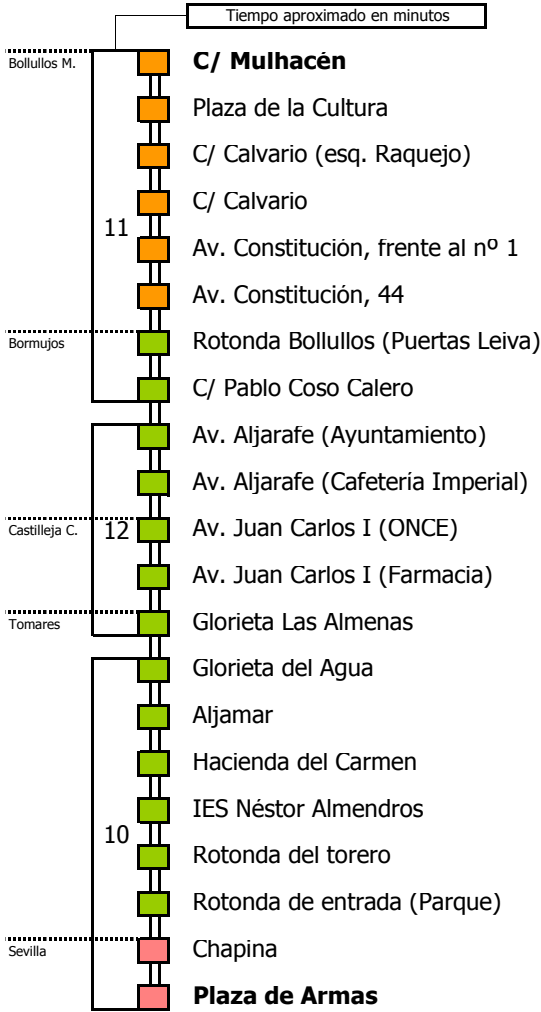 Tiempo aproximado en minutos
Bollullos M.
C/ Mulhacén
Plaza de la Cultura
C/ Calvario (esq. Raquejo)
C/ Calvario
11
Av. Constitución, frente al nº 1
Av. Constitución, 44
Bormujos
Rotonda Bollullos (Puertas Leiva)
C/ Pablo Coso Calero
Av. Aljarafe (Ayuntamiento)
Av. Aljarafe (Cafetería Imperial)
Castilleja C.
12
Av. Juan Carlos I (ONCE)
Av. Juan Carlos I (Farmacia)
Tomares
Glorieta Las Almenas
Glorieta del Agua
Aljamar
Hacienda del Carmen
IES Néstor Almendros
10
Rotonda del torero
Rotonda de entrada (Parque)
Sevilla
Chapina
Plaza de Armas